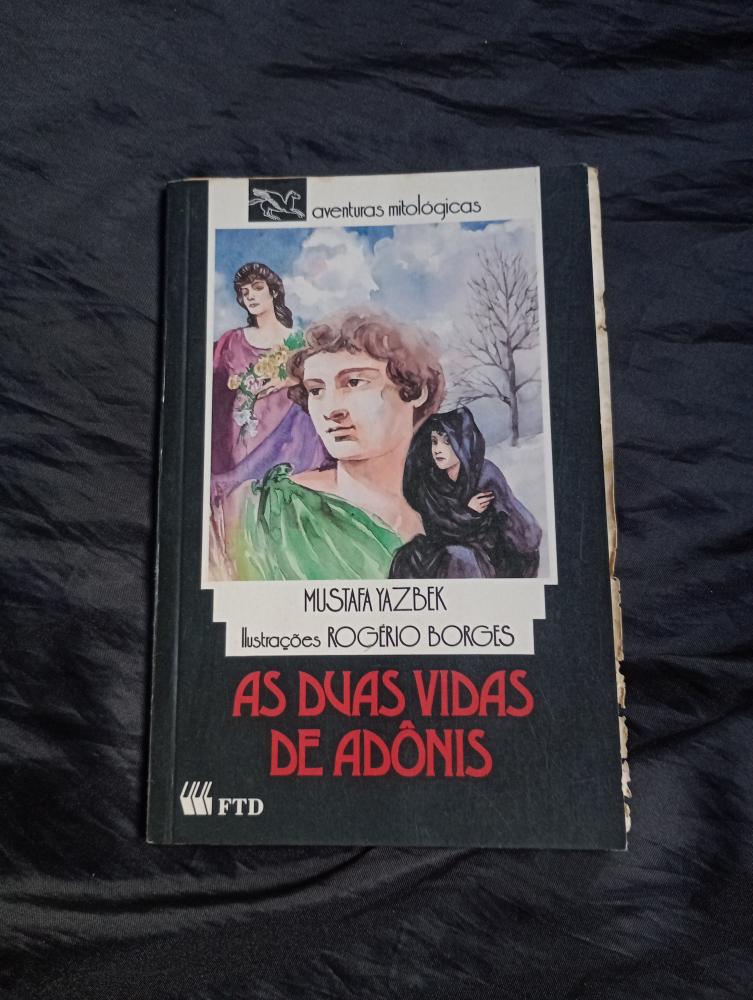 aventuras mitológicas
MUSTAFA YAZBEK
Ilustrações ROGÉRIO BORGES
AS DUAS VIDAS
DE ADÔNIS
FTD